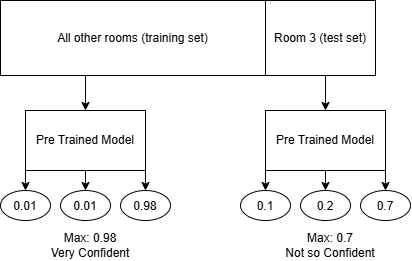 All other rooms (training set)
Room 3 (test set)
Pre Trained Model
Pre Trained Model
0.01
0.01
0.98
0.1
0.2
0.7
Max: 0.98
Very Confident
Max: 0.7
Not so Confident